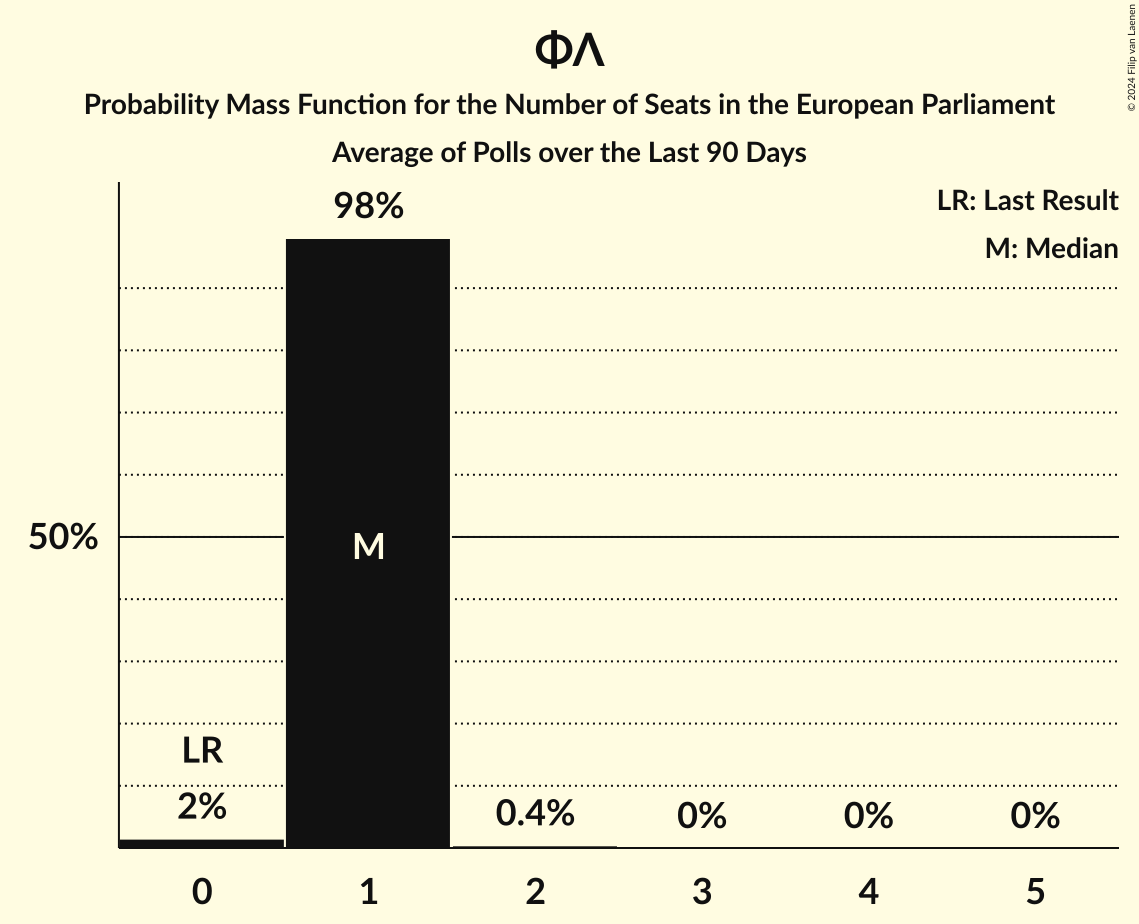 ΦΛ
Probability Mass Function for the Number of Seats in the European Parliament
Average of Polls over the Last 90 Days
© 2024 Filip van Laenen
LR: Last Result
M: Median
98%
50%
M
LR
2%
0.4%
0%
0%
0%
0
1
2
3
4
5